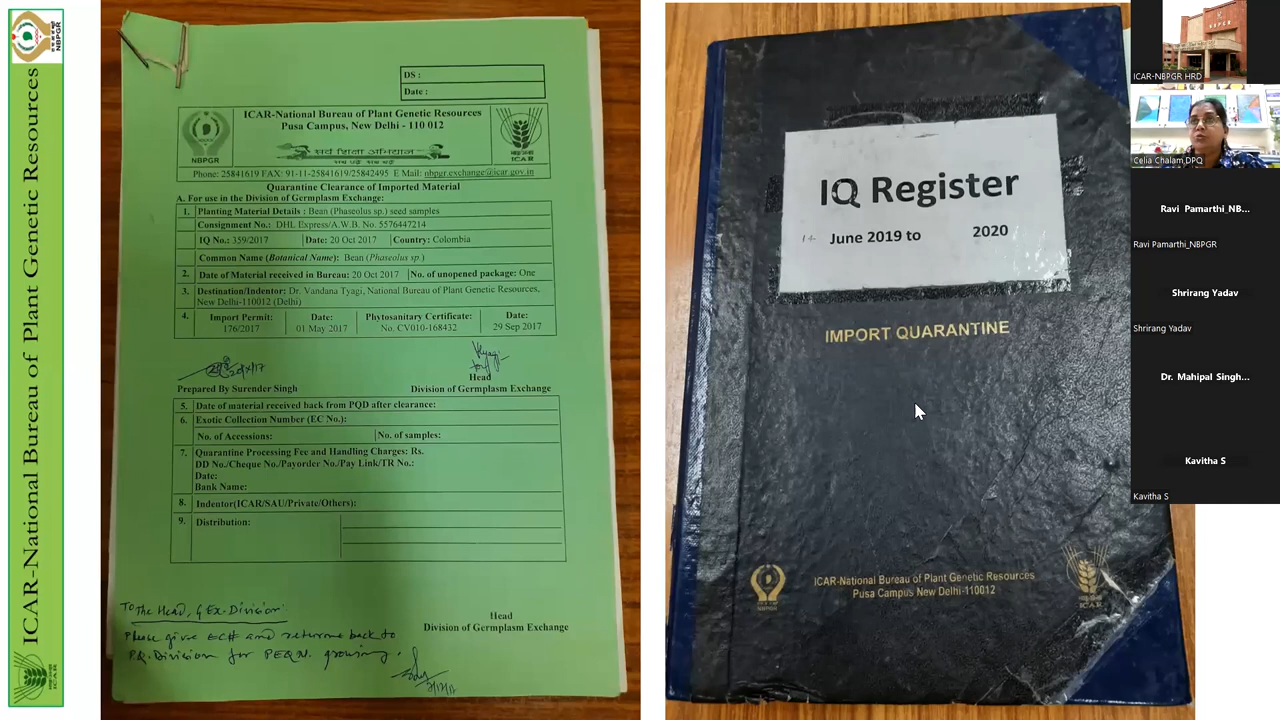 ICAR-National Bureau of Plant Genetic Resources
NBPGR
DS :
Date :
ICAR-National Bureau of Plant Genetic Resources
Pusa Campus, New Delhi - 110 012
सर्व शिक्षा अभियान
सब पढ़ें सब बढ़ें
NBPGR
ICAR
Phone: 25841619 FAX: 91-11-25841619/25842495 E Mail: nbpgr.exchange@icar.gov.in
Quarantine Clearance of Imported Material
A. For use in the Division of Germplasm Exchange:
1. Planting Material Details : Bean (Phaseolus sp.) seed samples
Consignment No.: DHL Express/A.W.B. No. 5576447214
IQ No.: 359/2017 Date: 20 Oct 2017 Country: Colombia
Common Name (Botanical Name): Bean (Phaseolus sp.)
2. Date of Material received in Bureau: 20 Oct 2017 No. of unopened package: One
3. Destination/Indentor: Dr. Vandana Tyagi, National Bureau of Plant Genetic Resources,
New Delhi-110012 (Delhi)
4. Import Permit: Date: Phytosanitary Certificate: Date:
176/2017 01 May 2017 No. CV010-168432 29 Sep 2017
Head
Prepared By Surender Singh Division of Germplasm Exchange
5. Date of material received back from PQD after clearance:
6. Exotic Collection Number (EC No.):
No. of Accessions: No. of samples:
7. Quarantine Processing Fee and Handling Charges: Rs.
DD No./Cheque No./Payorder No./Pay Link/TR No.:
Date:
Bank Name:
8. Indentor(ICAR/SAU/Private/Others):
9. Distribution:
Head
Division of Germplasm Exchange
To The Head, G Ex. Division
Please give EC# and return back to
P.Q. Division for PEQN. growing.
IQ Register
June 2019 to 2020
IMPORT QUARANTINE
NBPGR
ICAR-National Bureau of Plant Genetic Resources
Pusa Campus New Delhi-110012
ICAR
NBPGR
ICAR-NBPGR HRD
Celia Chalam,DPQ
Ravi Pamarthi_NB...
Ravi Pamarthi_NBPGR
Shrirang Yadav
Shrirang Yadav
Dr. Mahipal Singh...
Kavitha S
Kavitha S
ICAR